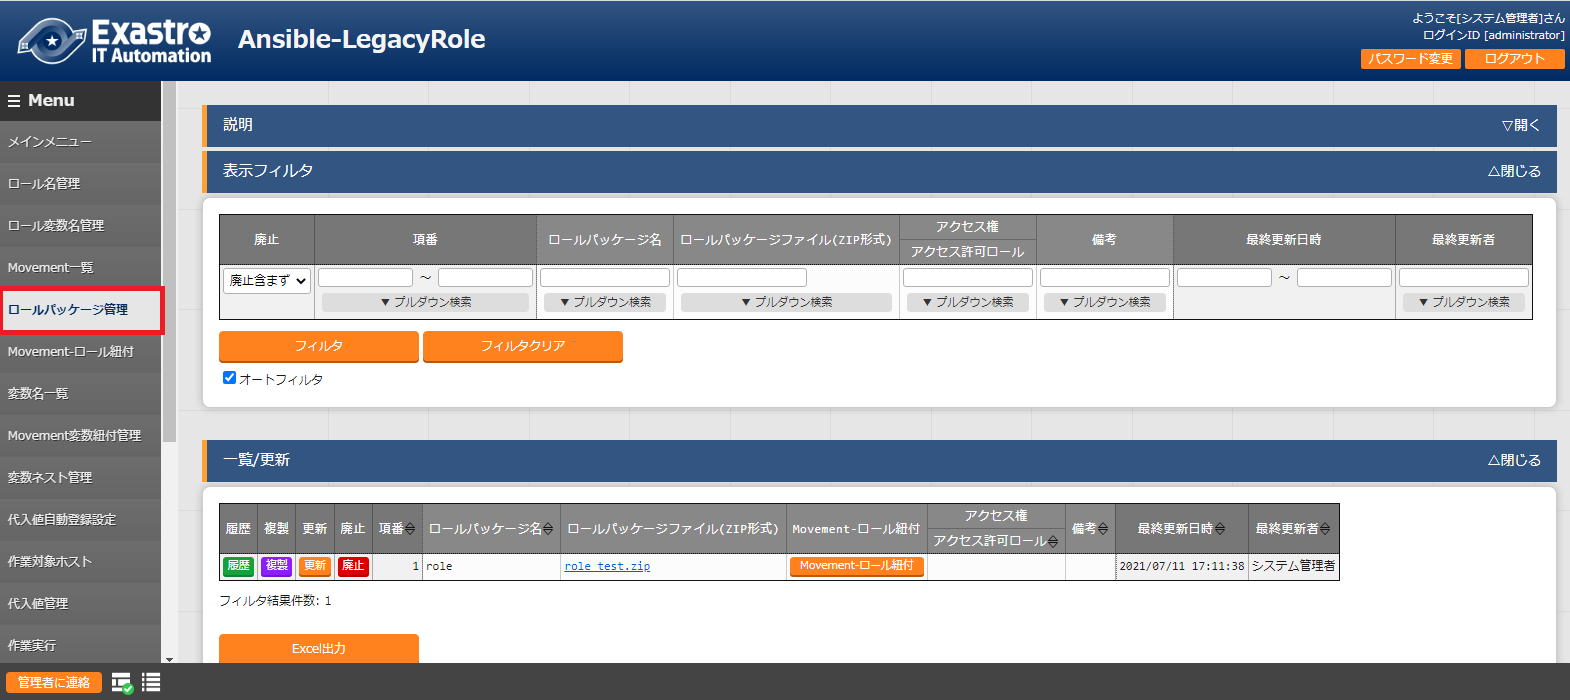 Exastro
IT Automation
Ansible-LegacyRole
ようこそ[システム管理者]さん
ログインID [administrator]
パスワード変更 ログアウト
Menu
メインメニュー
ロール名管理
ロール変数名管理
Movement一覧
ロールパッケージ管理
Movement-ロール紐付
変数名一覧
Movement変数紐付管理
変数ネスト管理
代入値自動登録設定
作業対象ホスト
代入値管理
作業実行
管理者に連絡
説明 ▽開く
表示フィルタ △閉じる
廃止 項番 ロールパッケージ名 ロールパッケージファイル(ZIP形式) アクセス権 備考 最終更新日時 最終更新者
アクセス許可ロール
廃止含まず ～ ～
▼ プルダウン検索 ▼ プルダウン検索 ▼ プルダウン検索 ▼ プルダウン検索 ▼ プルダウン検索 ▼ プルダウン検索
フィルタ フィルタクリア
オートフィルタ
一覧/更新 △閉じる
履歴 複製 更新 廃止 項番 ロールパッケージ名 ロールパッケージファイル(ZIP形式) Movement-ロール紐付 アクセス権 備考 最終更新日時 最終更新者
アクセス許可ロール
履歴 複製 更新 廃止 1 role role_test.zip Movement-ロール紐付 2021/07/11 17:11:38 システム管理者
フィルタ結果件数: 1
Excel出力